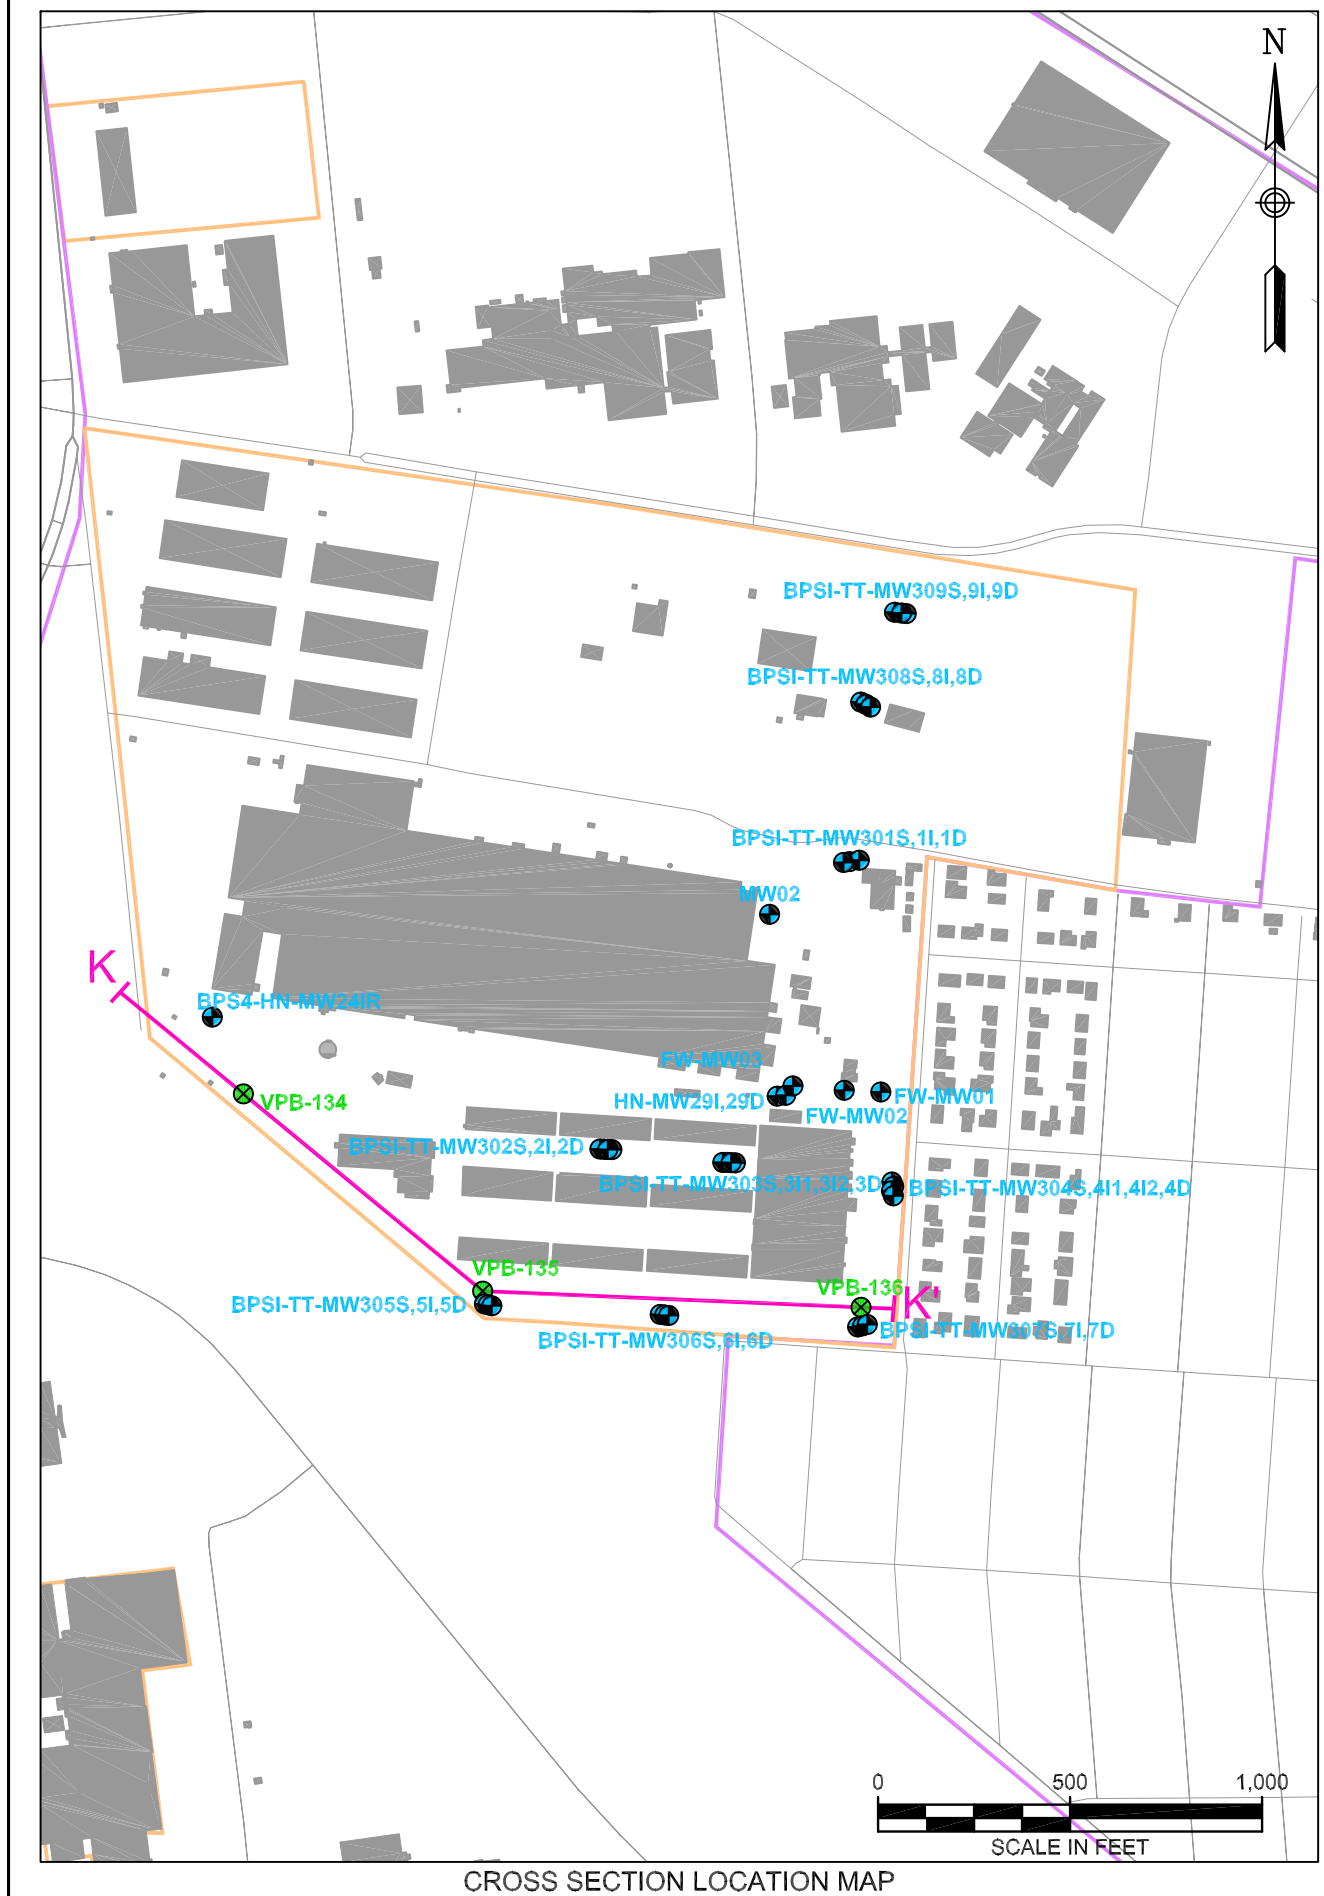 N
BPSI-TT-MW309S,9I,9D
BPSI-TT-MW308S,8I,8D
BPSI-TT-MW301S,1I,1D
MW02
K
BPS4-HN-MW24IR
FW-MW03
VPB-134
HN-MW29I,29D
FW-MW01
FW-MW02
BPSI-TT-MW302S,2I,2D
BPSI-TT-MW303S,3I1,3I2,3D
BPSI-TT-MW304S,4I1,4I2,4D
VPB-135
VPB-136
K'
BPSI-TT-MW305S,5I,5D
BPSI-TT-MW306S,6I,6D
BPSI-TT-MW307S,7I,7D
0 500 1,000
SCALE IN FEET
CROSS SECTION LOCATION MAP